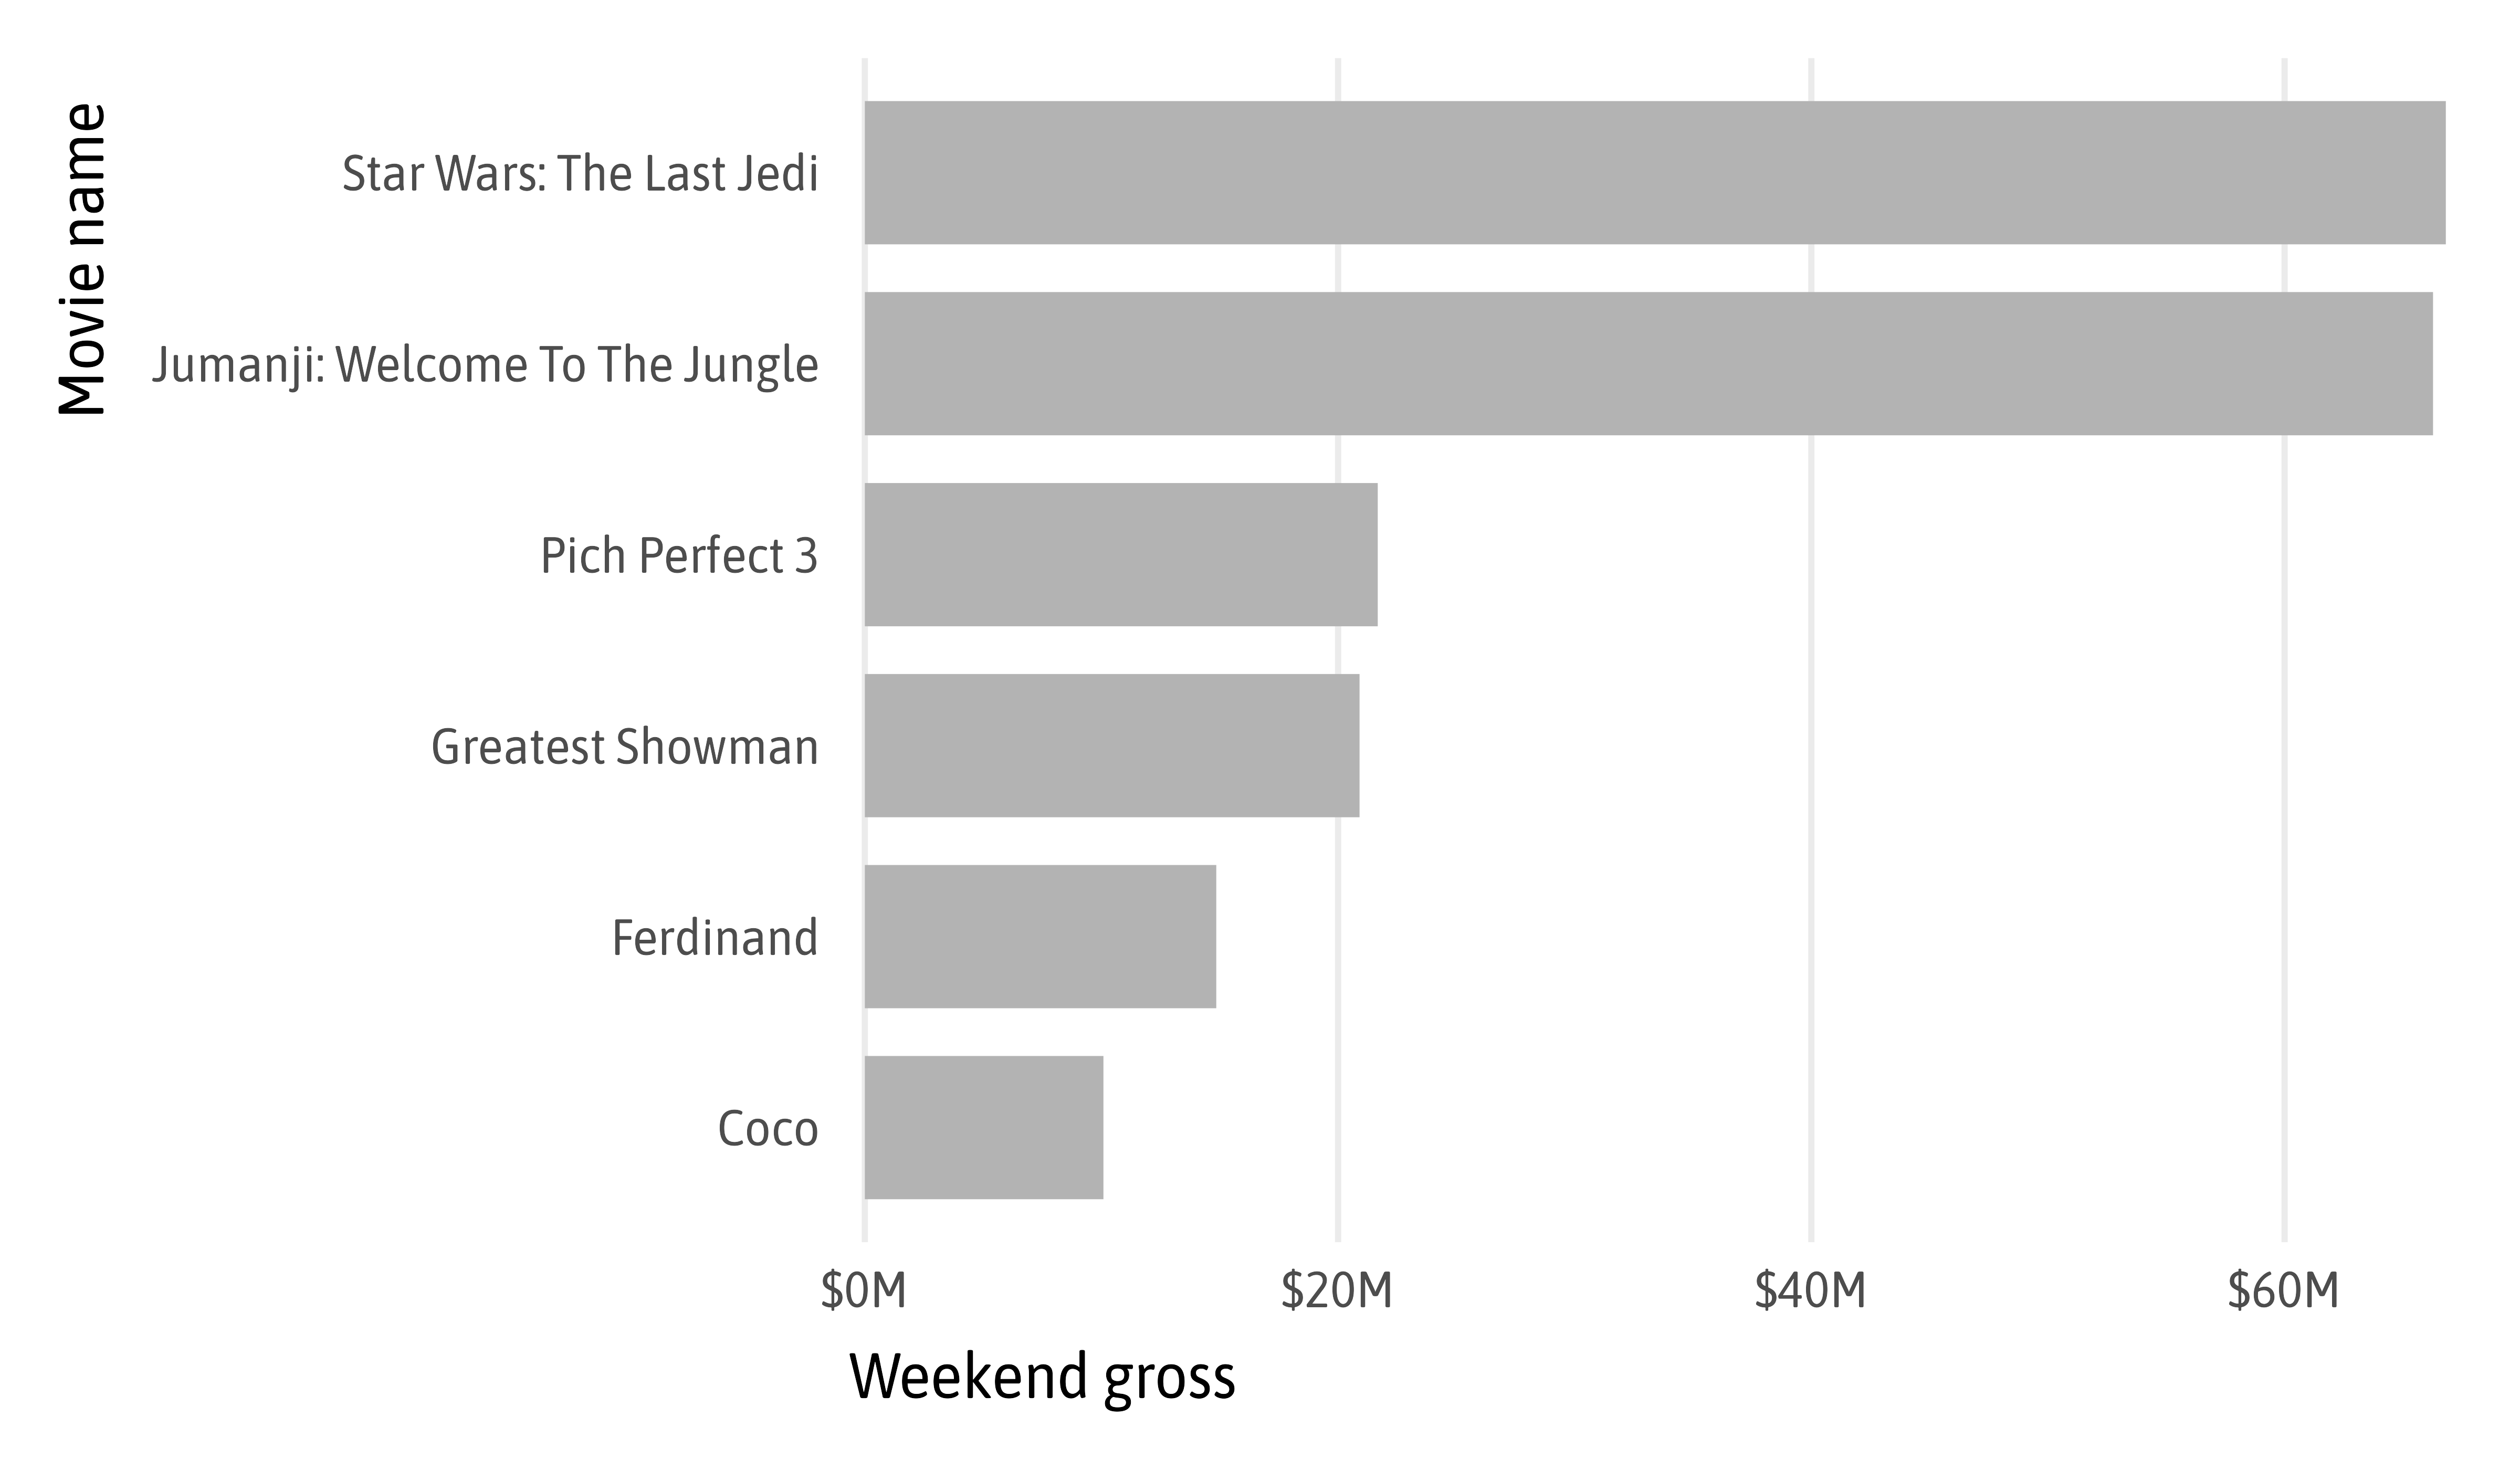 Movie name
Star Wars: The Last Jedi
Jumanji: Welcome To The Jungle
Pich Perfect 3
Greatest Showman
Ferdinand
Coco
$0M $20M $40M $60M
Weekend gross